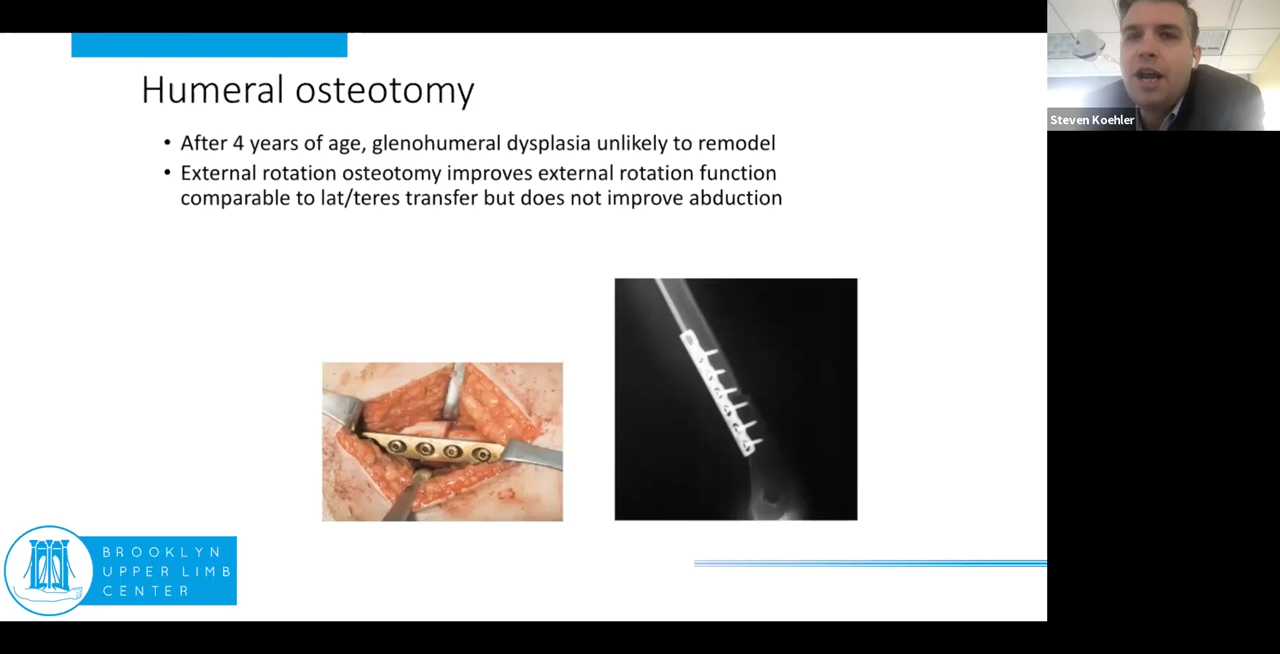 Humeral osteotomy
• After 4 years of age, glenohumeral dysplasia unlikely to remodel
• External rotation osteotomy improves external rotation function
comparable to lat/teres transfer but does not improve abduction
BROOKLYN
UPPER LIMB
CENTER
Steven Koehler